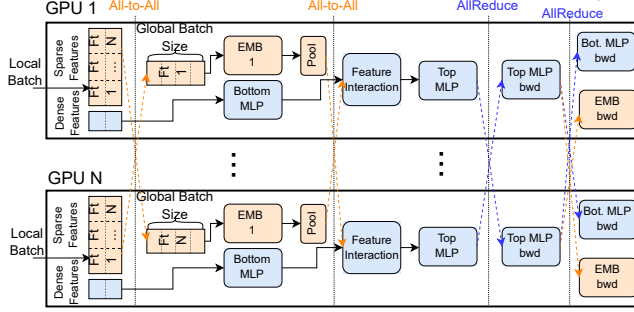 GPU 1
All-to-All
All-to-All
AllReduce
AllReduce
Global Batch
Size
Local
Batch
Sparse
Features
Dense
Features
Ft
N
Ft
1
Ft
1
EMB
1
Pool
Bottom
MLP
Feature
Interaction
Top
MLP
Top MLP
bwd
Bot. MLP
bwd
EMB
bwd
GPU N
Global Batch
Size
Local
Batch
Sparse
Features
Dense
Features
Ft
N
Ft
1
Ft
N
EMB
1
Pool
Bottom
MLP
Feature
Interaction
Top
MLP
Top MLP
bwd
Bot. MLP
bwd
EMB
bwd